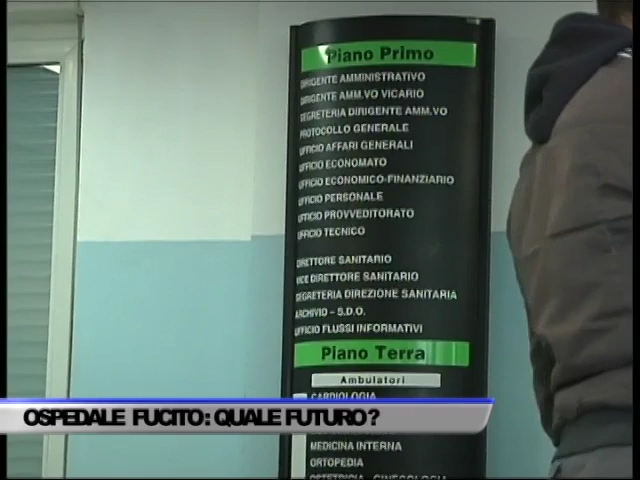 Piano Primo
DIRIGENTE AMMINISTRATIVO
DIRIGENTE AMM.VO VICARIO
SEGRETERIA DIRIGENTE AMM.VO
PROTOCOLLO GENERALE
UFFICIO AFFARI GENERALI
UFFICIO ECONOMATO
UFFICIO ECONOMICO-FINANZIARIO
UFFICIO PERSONALE
UFFICIO PROVVEDITORATO
UFFICIO TECNICO
DIRETTORE SANITARIO
VICE DIRETTORE SANITARIO
SEGRETERIA DIREZIONE SANITARIA
ARCHIVIO - S.D.O.
UFFICIO FLUSSI INFORMATIVI
Piano Terra
Ambulatori
CARDIOLOGIA
OSPEDALE FUCITO: QUALE FUTURO?
MEDICINA INTERNA
ORTOPEDIA
OSTETRICIA - GINECOLOGIA